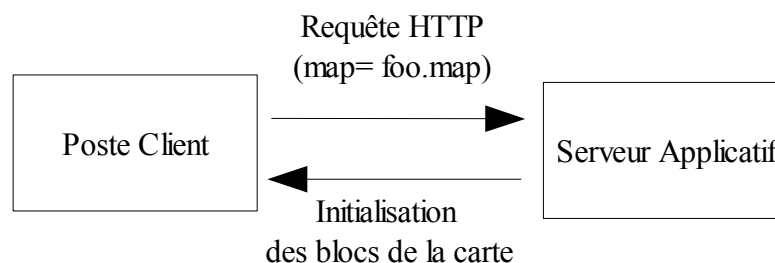 Requête HTTP
(map= foo.map)
Poste Client
Serveur Applicatif
Initialisation
des blocs de la carte